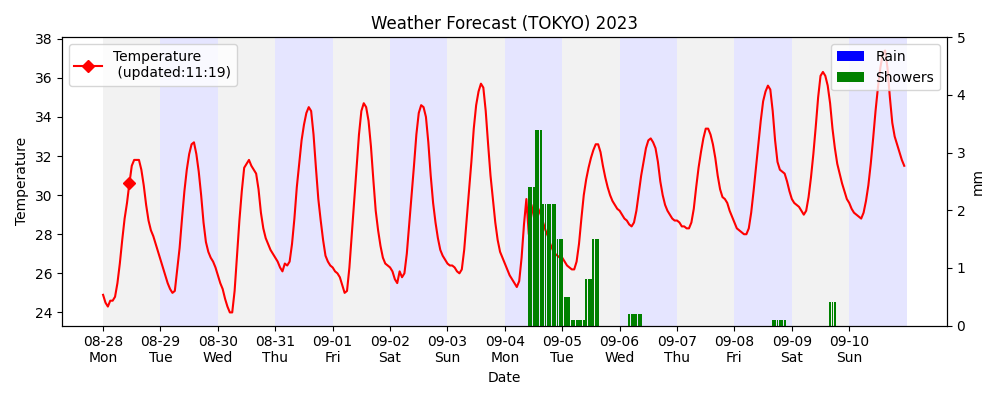 Weather Forecast (TOKYO) 2023
Temperature
(updated:11:19)
Rain
Showers
38
36
34
32
30
28
26
24
Temperature
5
4
3
2
1
0
mm
08-28 08-29 08-30 08-31 09-01 09-02 09-03 09-04 09-05 09-06 09-07 09-08 09-09 09-10
Mon Tue Wed Thu Fri Sat Sun Mon Tue Wed Thu Fri Sat Sun
Date